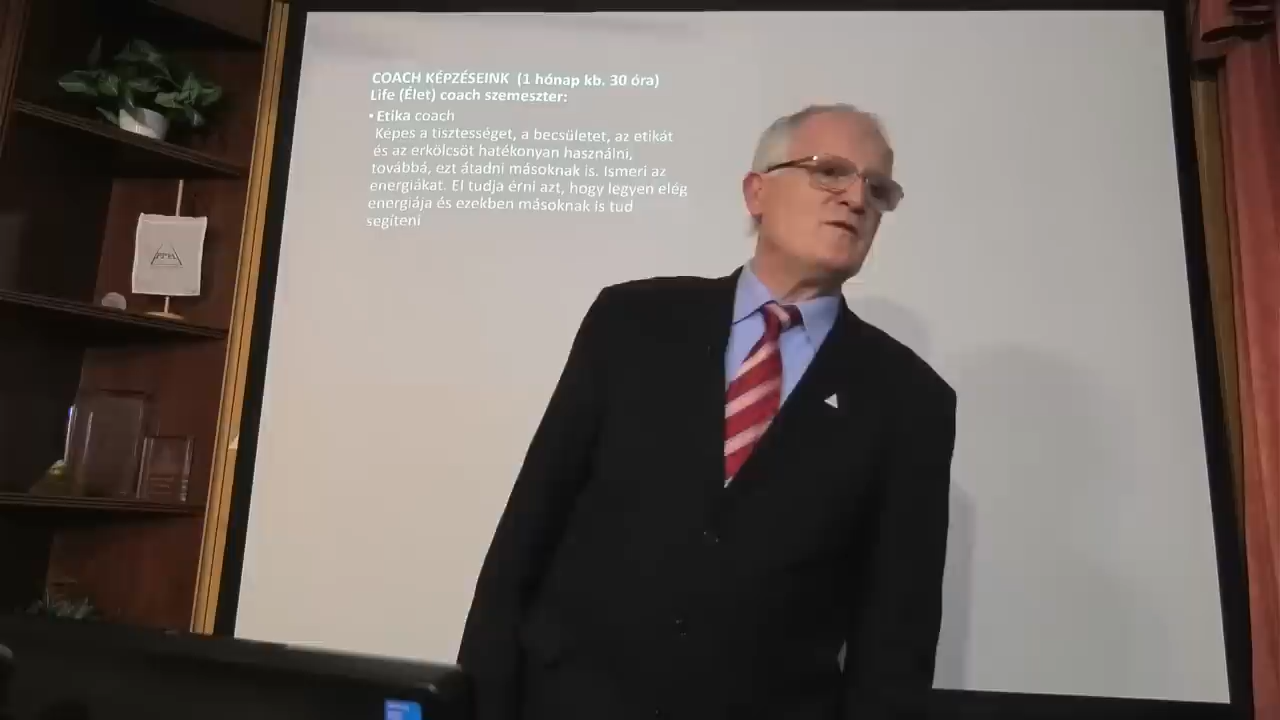 COACH KÉPZÉSEINK (1 hónap kb. 30 óra)
Life (Élet) coach szemeszter:
• Etika coach
Képes a tisztességet, a becsületet, az etikát
és az erkölcsöt hatékonyan használni,
továbbá, ezt átadni másoknak is. Ismeri az
energiákat. El tudja érni azt, hogy legyen elég
energiája és ezekben másoknak is tud
segíteni